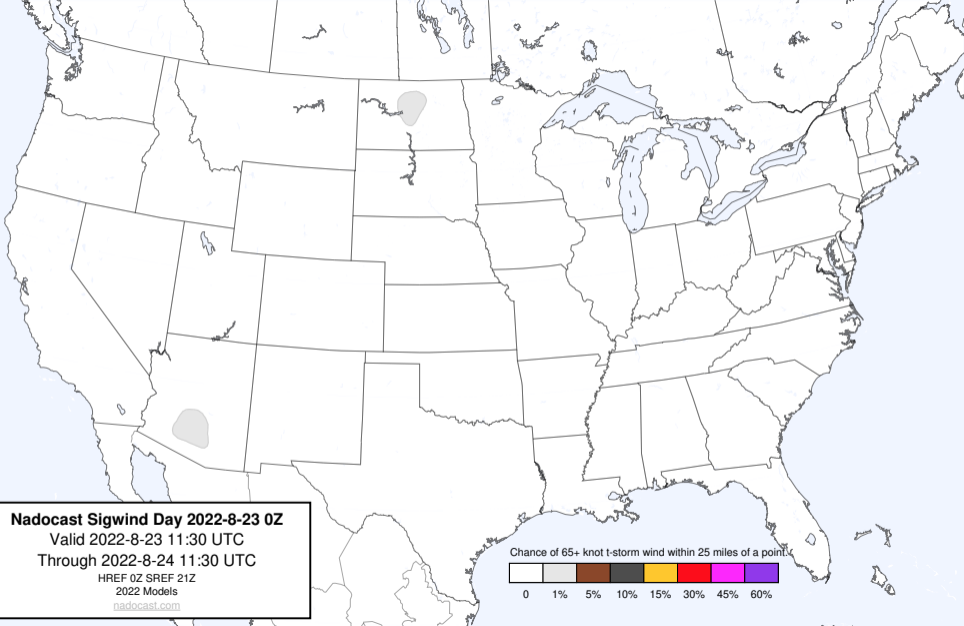 Nadocast Sigwind Day 2022-8-23 0Z
Valid 2022-8-23 11:30 UTC
Through 2022-8-24 11:30 UTC
HREF 0Z SREF 21Z
2022 Models
nadocast.com
Chance of 65+ knot t-storm wind within 25 miles of a point.
0 1% 5% 10% 15% 30% 45% 60%